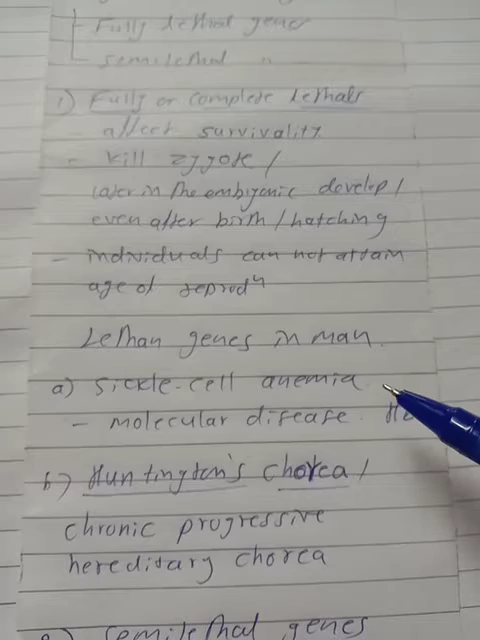 - Fully lethal genes
- semilethal "
1) Fully or complete lethals
- affect survivality
- kill zygote /
later in the embryonic develop /
even after birth / hatching
- individuals can not attain
age of reprodⁿ
Lethan genes in man.
a) Sickle-cell anemia
- molecular disease.
b) Huntington's chorea /
chronic progressive
hereditary chorea
semilethal genes